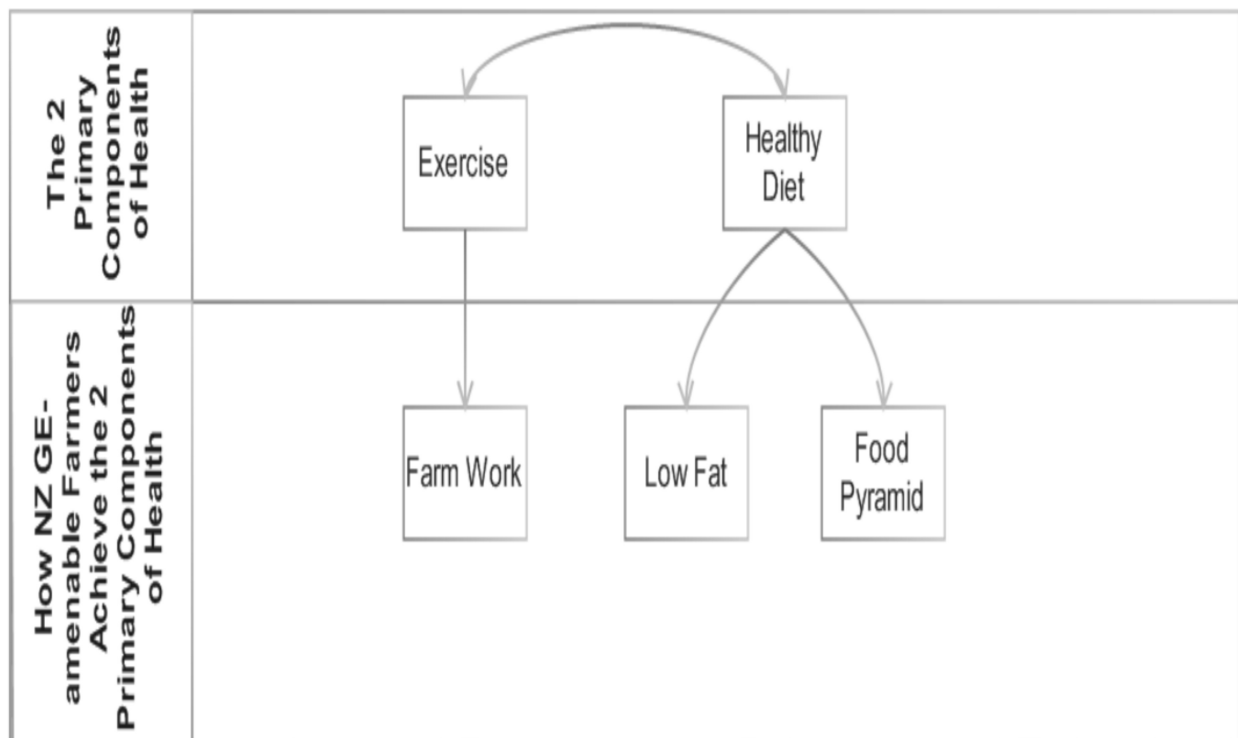 The 2
Primary
Components
of Health
Exercise
Healthy
Diet
How NZ GE-
amenable Farmers
Achieve the 2
Primary Components
of Health
Farm Work
Low Fat
Food
Pyramid